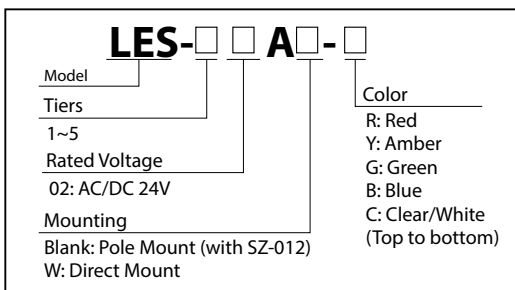 LES-□ □ A□-□
Model
Tiers
1~5
Rated Voltage
02: AC/DC 24V
Mounting
Blank: Pole Mount (with SZ-012)
W: Direct Mount
Color
R: Red
Y: Amber
G: Green
B: Blue
C: Clear/White
(Top to bottom)